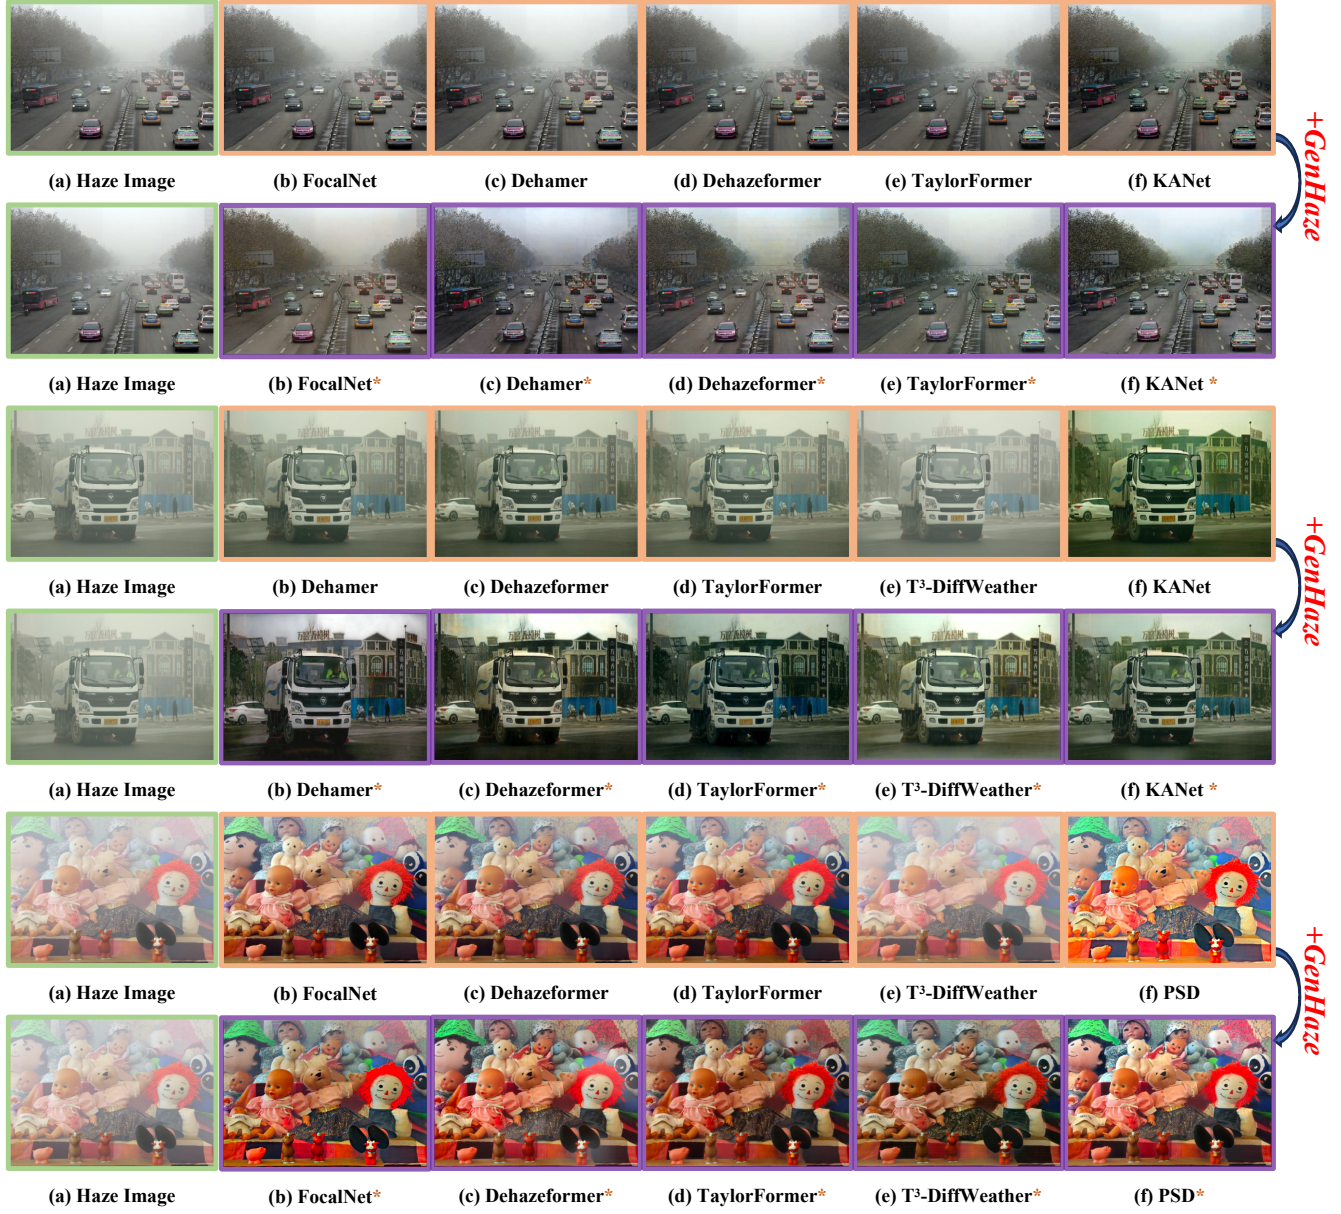 (a) Haze Image (b) FocalNet (c) Dehamer (d) Dehazeformer (e) TaylorFormer (f) KANet
+GenHaze
(a) Haze Image (b) FocalNet* (c) Dehamer* (d) Dehazeformer* (e) TaylorFormer* (f) KANet *
(a) Haze Image (b) Dehamer (c) Dehazeformer (d) TaylorFormer (e) T³-DiffWeather (f) KANet
+GenHaze
(a) Haze Image (b) Dehamer* (c) Dehazeformer* (d) TaylorFormer* (e) T³-DiffWeather* (f) KANet *
(a) Haze Image (b) FocalNet (c) Dehazeformer (d) TaylorFormer (e) T³-DiffWeather (f) PSD
+GenHaze
(a) Haze Image (b) FocalNet* (c) Dehazeformer* (d) TaylorFormer* (e) T³-DiffWeather* (f) PSD*